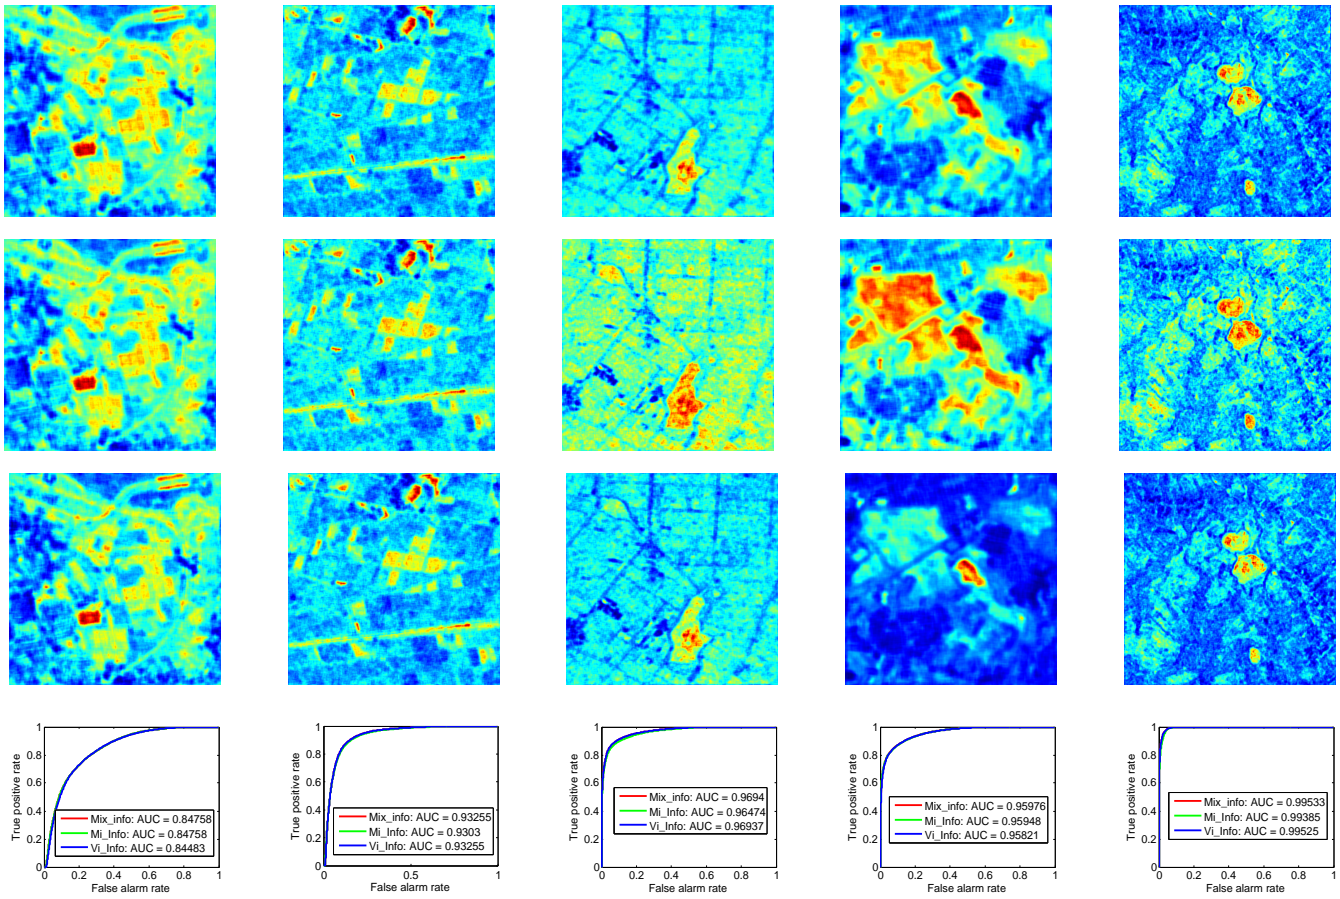 True positive rate
1
0.8
0.6
0.4
0.2
0
Mix_info: AUC = 0.84758
Mi_Info: AUC = 0.84758
Vi_Info: AUC = 0.84483
0 0.2 0.4 0.6 0.8 1
False alarm rate
True positive rate
1
0.8
0.6
0.4
0.2
0
Mix_info: AUC = 0.93255
Mi_Info: AUC = 0.9303
Vi_Info: AUC = 0.93255
0 0.5 1
False alarm rate
True positive rate
1
0.8
0.6
0.4
0.2
0
Mix_info: AUC = 0.9694
Mi_Info: AUC = 0.96474
Vi_Info: AUC = 0.96937
0 0.2 0.4 0.6 0.8 1
False alarm rate
True positive rate
1
0.8
0.6
0.4
0.2
0
Mix_info: AUC = 0.95976
Mi_Info: AUC = 0.95948
Vi_Info: AUC = 0.95821
0 0.2 0.4 0.6 0.8 1
False alarm rate
True positive rate
1
0.8
0.6
0.4
0.2
0
Mix_info: AUC = 0.99533
Mi_Info: AUC = 0.99385
Vi_Info: AUC = 0.99525
0 0.2 0.4 0.6 0.8 1
False alarm rate